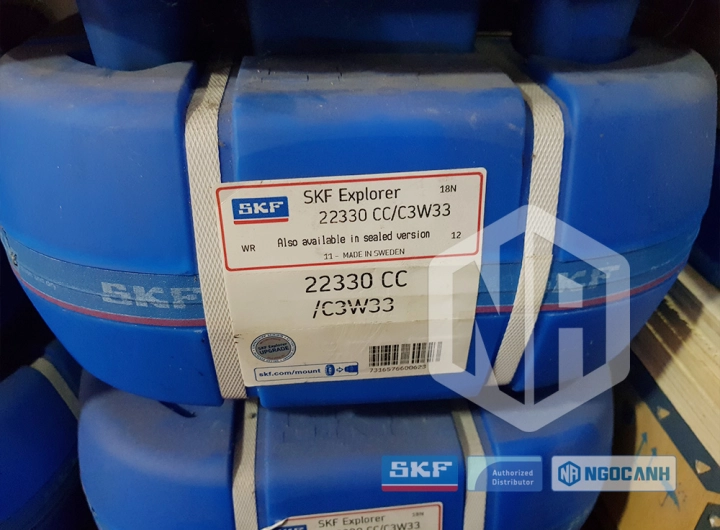 SKF Explorer 18N
SKF
22330 CC/C3W33
WR Also available in sealed version 12
11 - MADE IN SWEDEN
22330 CC
/C3W33
SKF
UPGRADE
skf.com/mount
SKF
Authorized
Distributor
NGOCANH
SKF Explorer 18N
22330 CC/C3W33